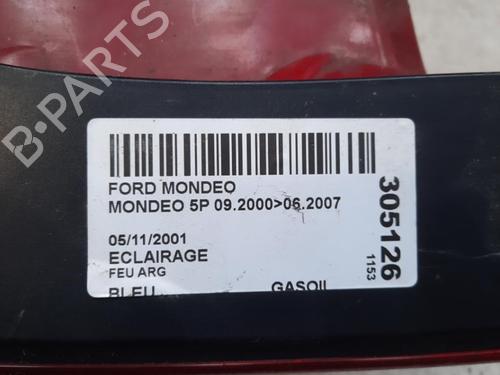 FORD MONDEO
MONDEO 5P 09.2000>06.2007
05/11/2001
ECLAIRAGE
FEU ARG
BLEU GASOIL
305126
1153
B-PARTS